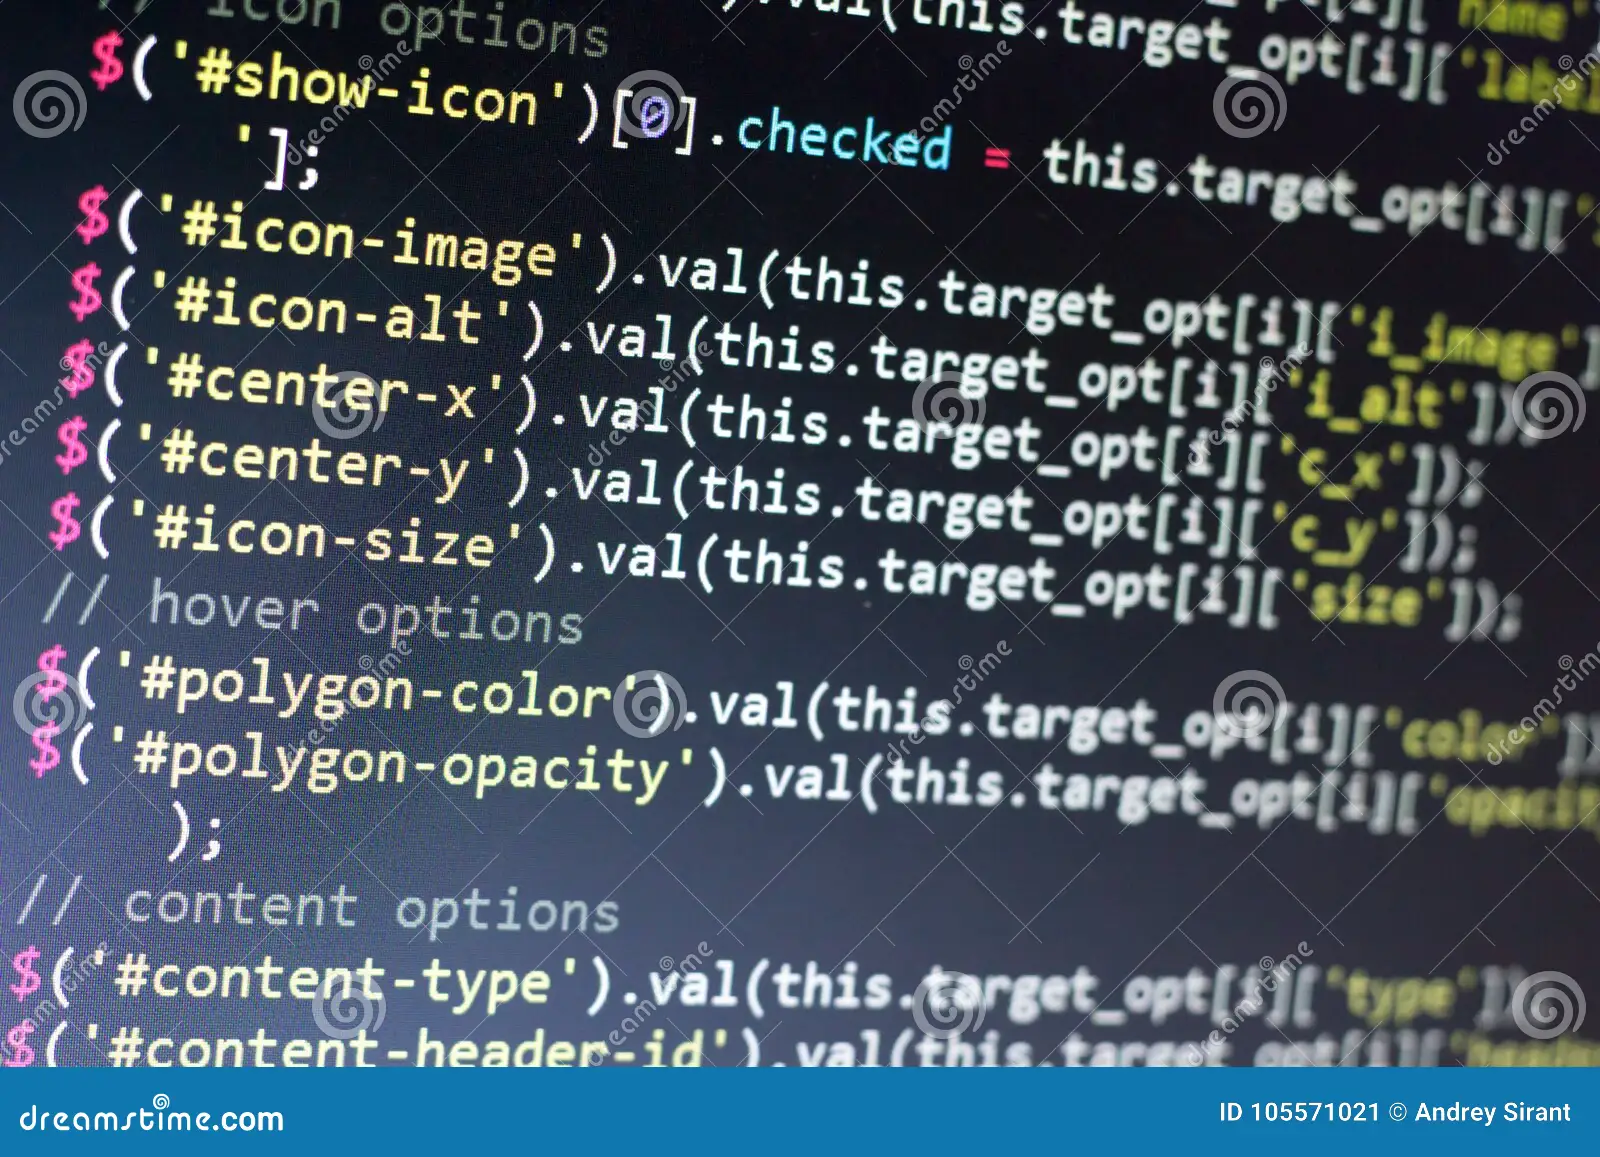 // icon options
.val(this.target_opt[i]['name'
.val(this.target_opt[i]['label
$('#show-icon')[0].checked = this.target_opt[i]['
'];
$('#icon-image').val(this.target_opt[i]['i_image']
$('#icon-alt').val(this.target_opt[i]['i_alt']);
$('#center-x').val(this.target_opt[i]['c_x']);
$('#center-y').val(this.target_opt[i]['c_y']);
$('#icon-size').val(this.target_opt[i]['size']);
// hover options
$('#polygon-color').val(this.target_opt[i]['color'])
$('#polygon-opacity').val(this.target_opt[i]['opacity
);
// content options
$('#content-type').val(this.target_opt[i]['type'])
$('#content-header-id').val(this.target_opt[i]['header
dreamstime.com
ID 105571021 © Andrey Sirant